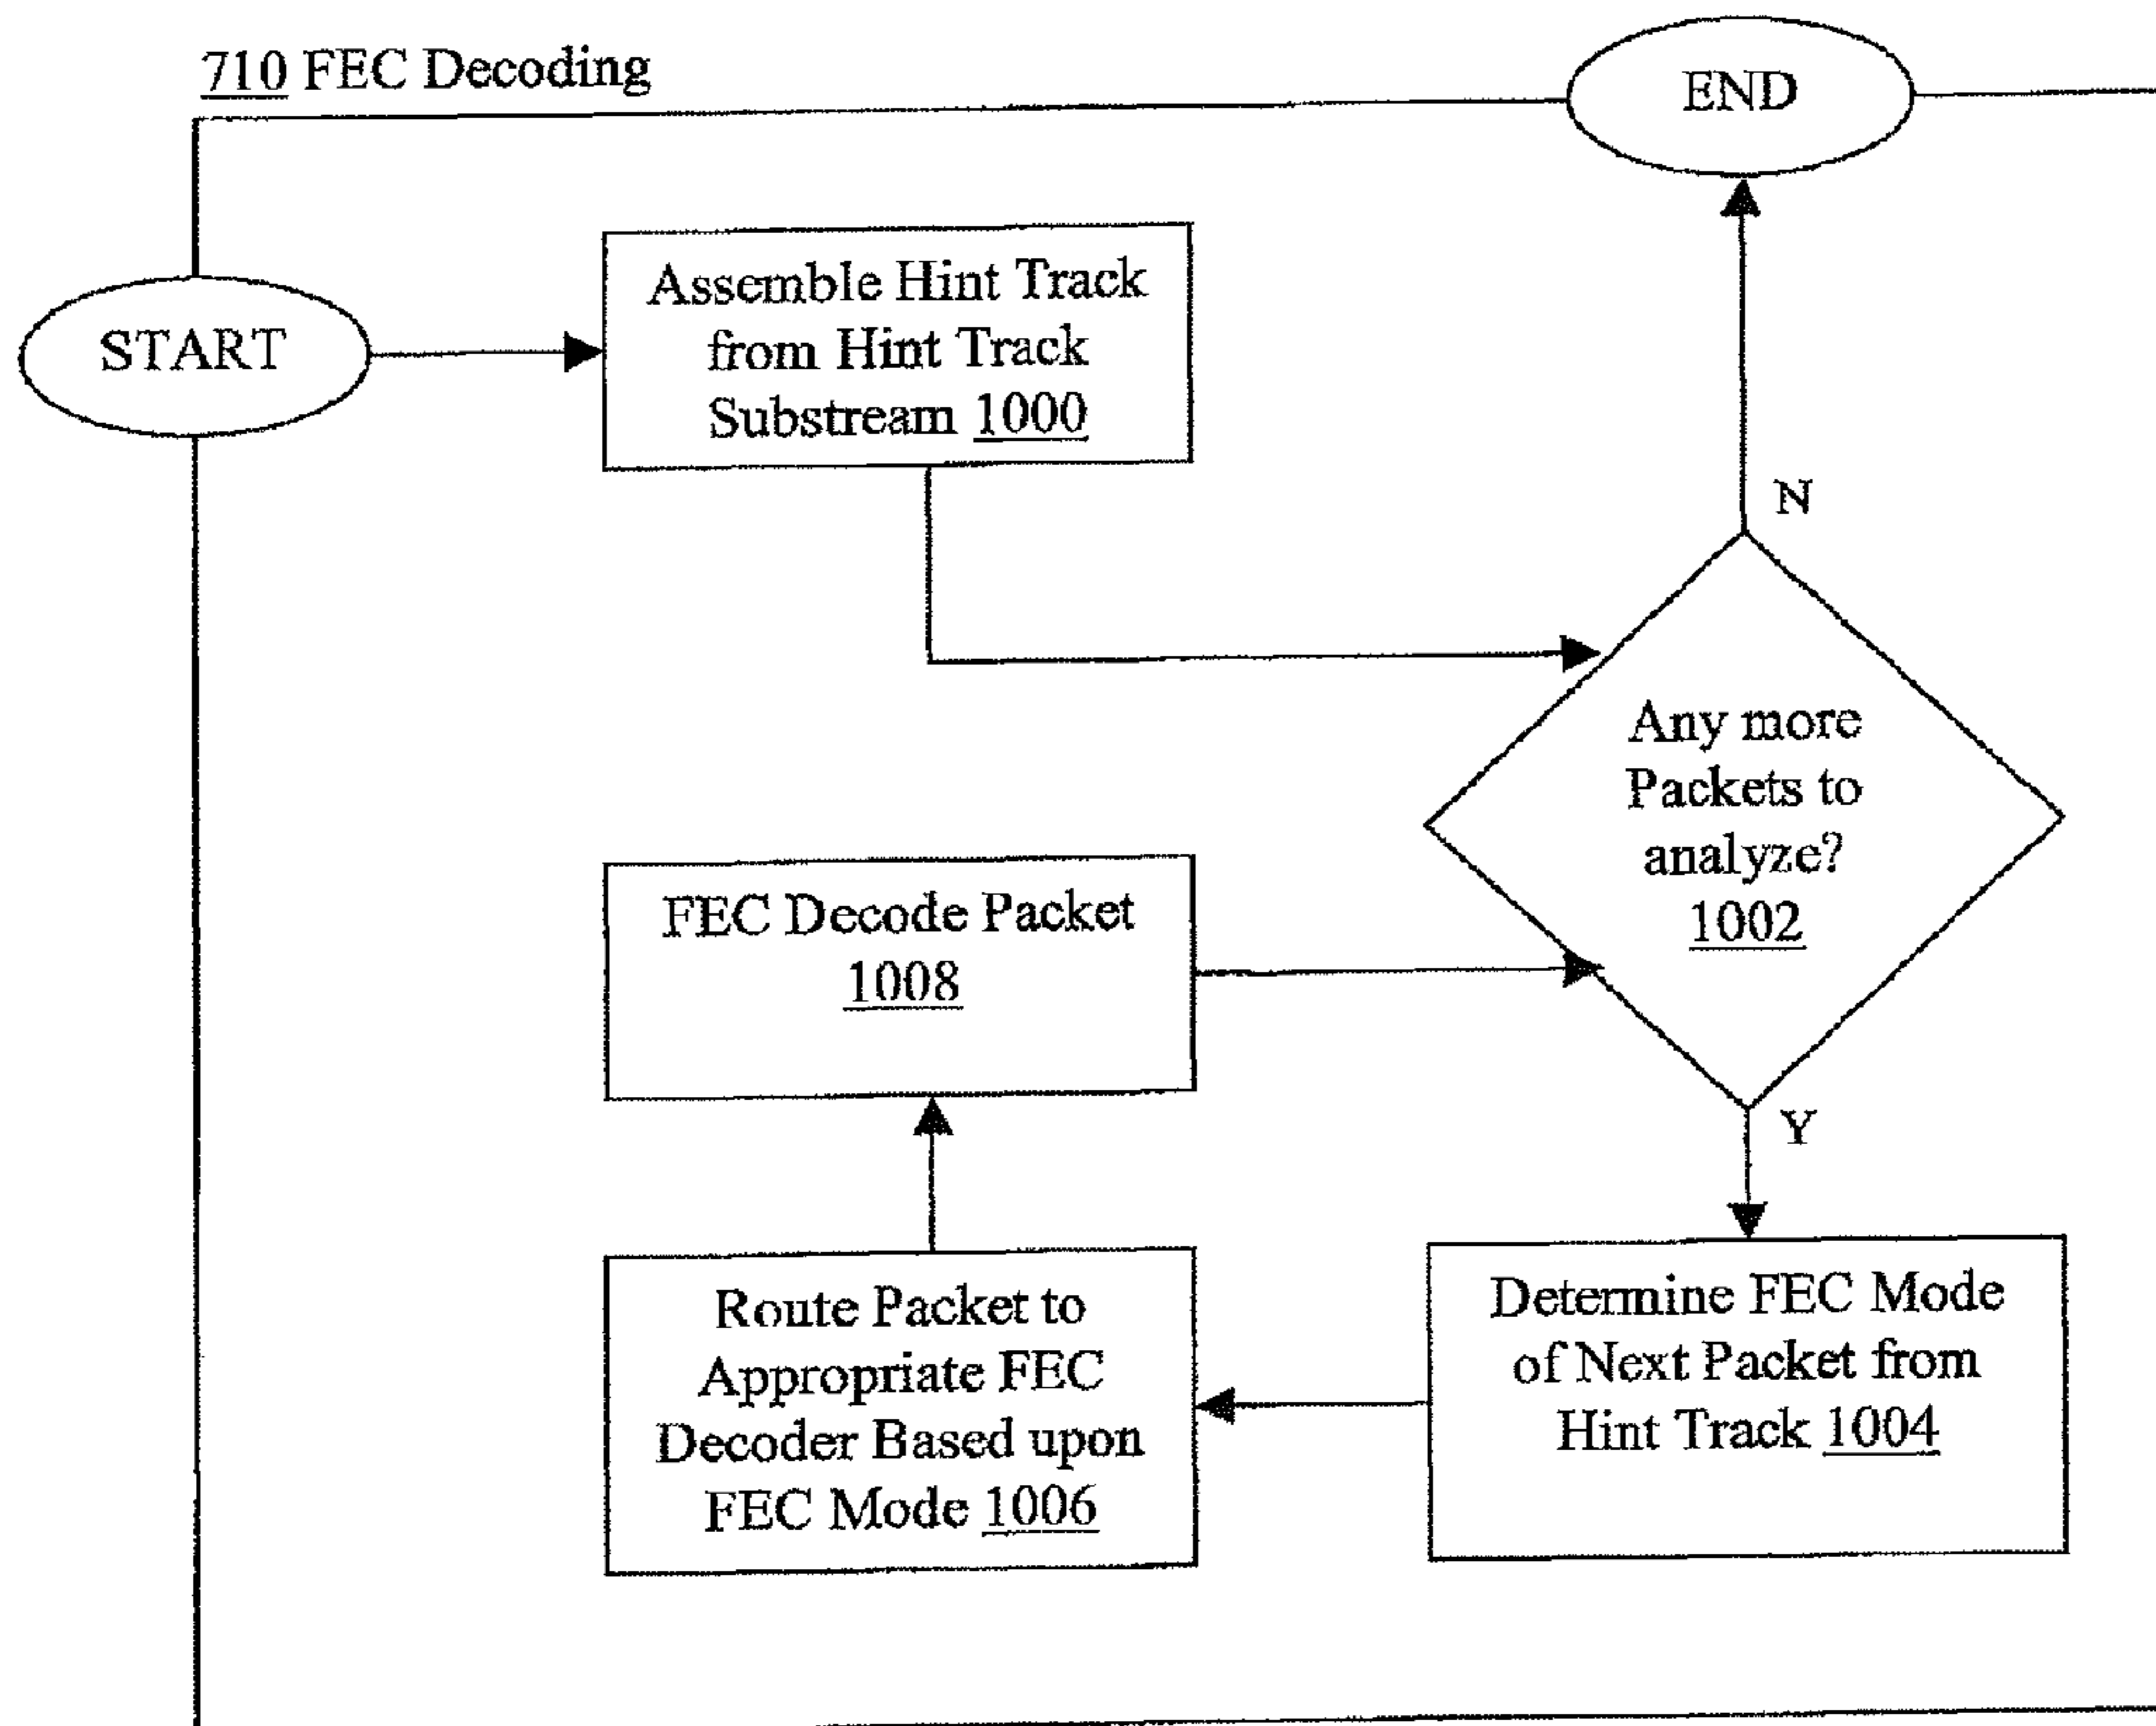 710 FEC Decoding
END
START
Assemble Hint Track
from Hint Track
Substream 1000
N
Any more
Packets to
analyze?
1002
FEC Decode Packet
1008
Y
Route Packet to
Appropriate FEC
Decoder Based upon
FEC Mode 1006
Determine FEC Mode
of Next Packet from
Hint Track 1004